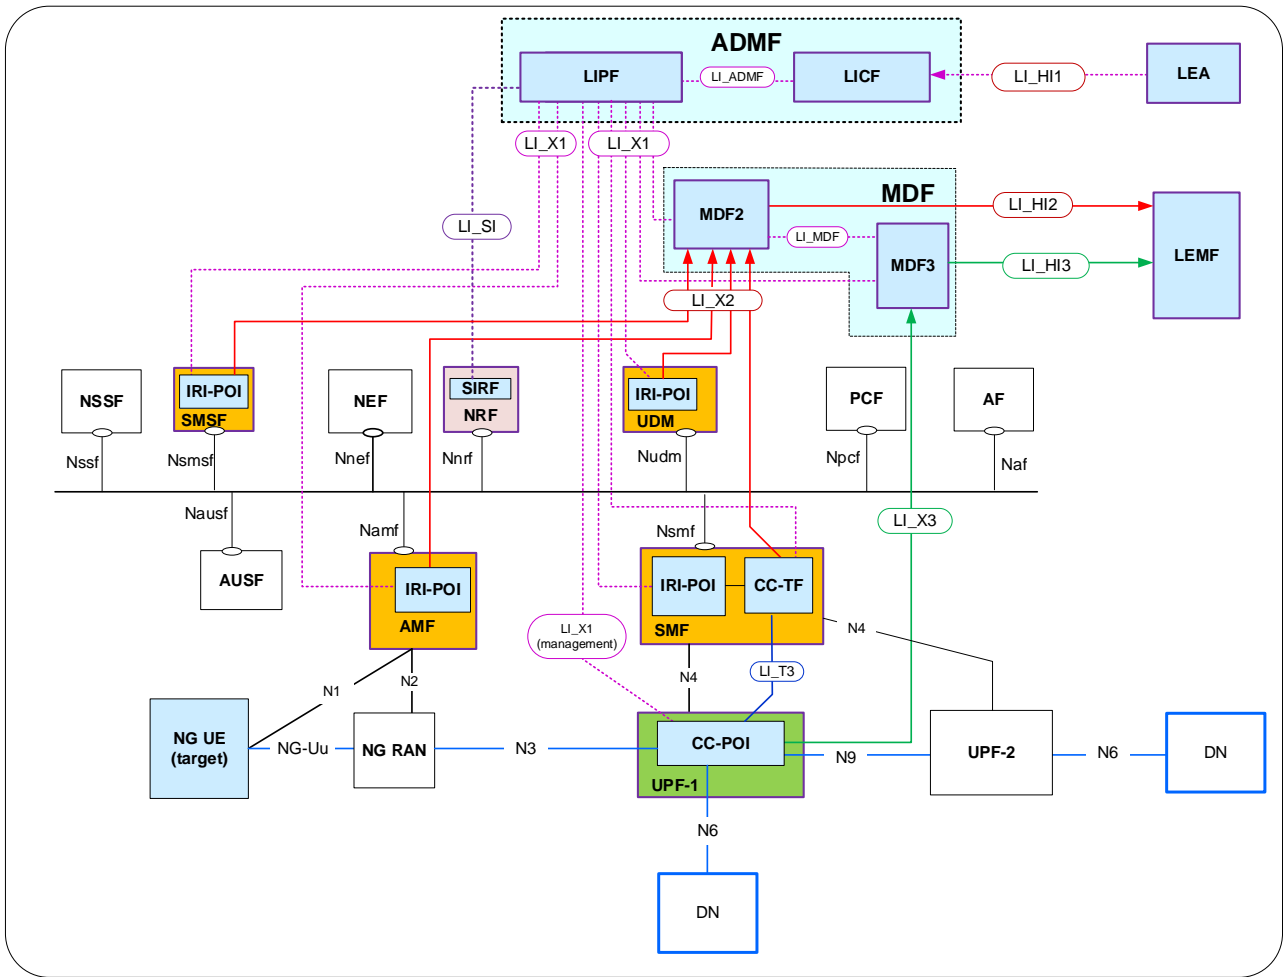 ADMF
LIPF
LI_ADMF
LICF
LI_HI1
LEA
LI_X1
LI_X1
MDF
MDF2
LI_HI2
LI_SI
LI_MDF
MDF3
LI_HI3
LEMF
LI_X2
NSSF
IRI-POI
SMSF
NEF
SIRF
NRF
IRI-POI
UDM
PCF
AF
Nssf
Nsmsf
Nnef
Nnrf
Nudm
Npcf
Naf
Nausf
Namf
Nsmf
LI_X3
AUSF
IRI-POI
AMF
IRI-POI
CC-TF
SMF
LI_X1
(management)
N4
N4
LI_T3
N1
N2
NG UE
(target)
NG-Uu
NG RAN
N3
CC-POI
UPF-1
N9
UPF-2
N6
DN
N6
DN